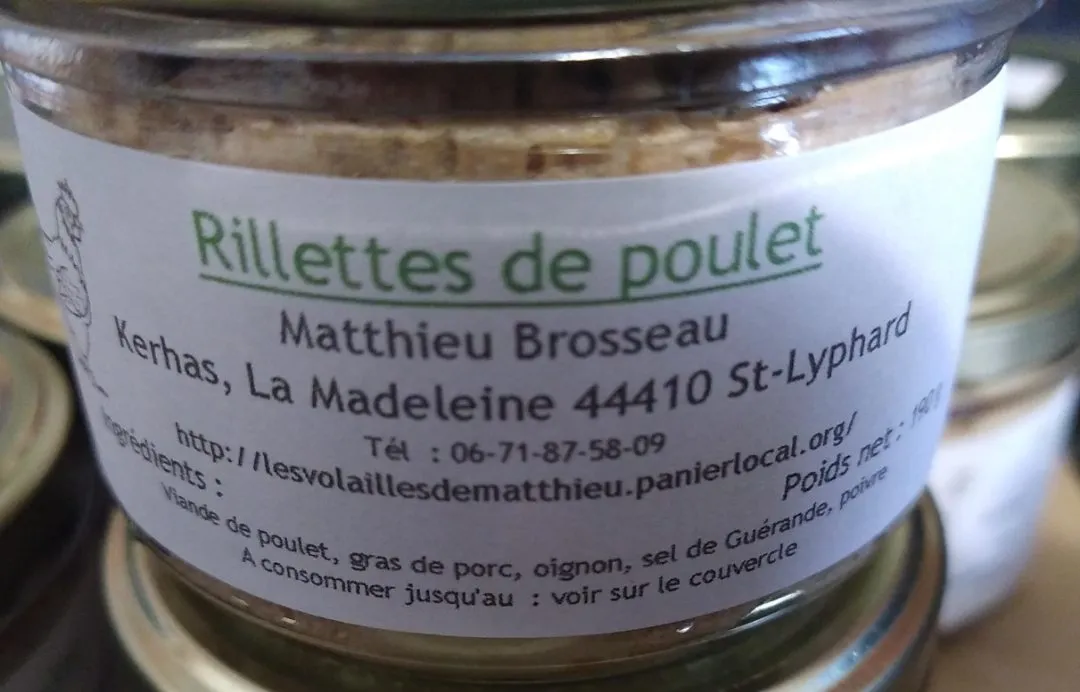 Rillettes de poulet
Matthieu Brosseau
Kerhas, La Madeleine 44410 St-Lyphard
Tél : 06-71-87-58-09
http://lesvolaillesdematthieu.panierlocal.org/
Ingrédients :
Poids net : 190 g
Viande de poulet, gras de porc, oignon, sel de Guérande, poivre
A consommer jusqu'au : voir sur le couvercle